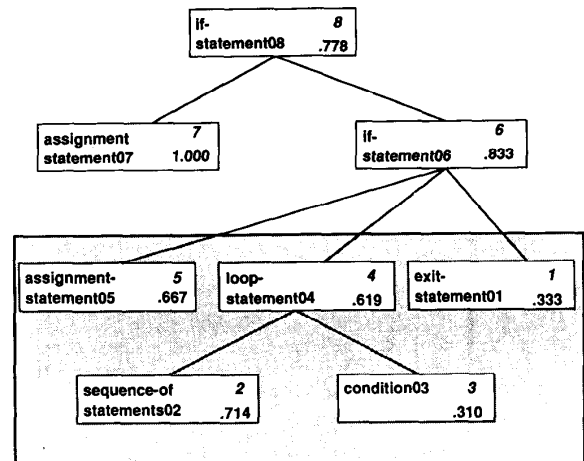 if- 8
statement08 .778
assignment 7
statement07 1.000
if- 6
statement06 .833
assignment- 5
statement05 .667
loop- 4
statement04 .619
exit- 1
statement01 .333
sequence-of 2
statements02 .714
condition03 3
.310